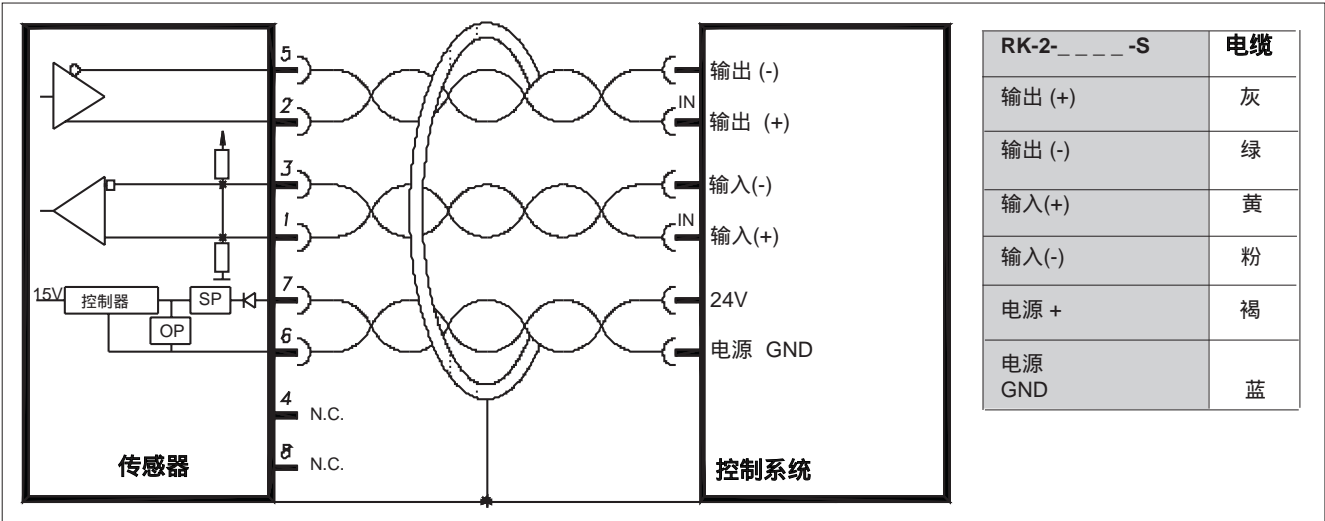 5
输出 (-)
2
IN
输出 (+)
3
输入(-)
1
IN
输入(+)
15V
控制器
SP
7
24V
OP
6
电源 GND
4
N.C.
8
N.C.
传感器
控制系统
RK-2-_ _ _ _ -S 电缆
输出 (+) 灰
输出 (-) 绿
输入(+) 黄
输入(-) 粉
电源 + 褐
电源
GND 蓝